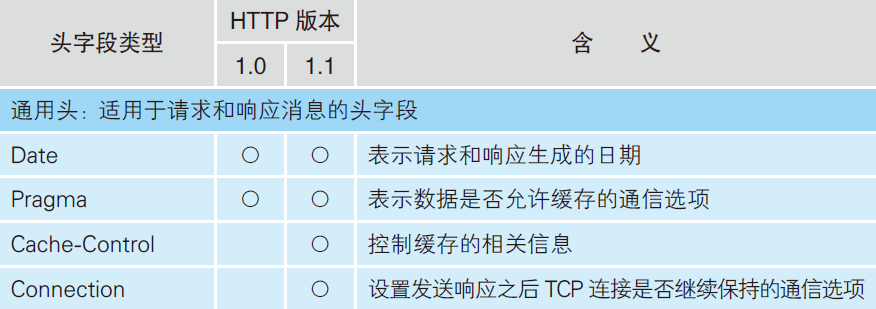 头字段类型 HTTP 版本 含 义
1.0 1.1
通用头：适用于请求和响应消息的头字段
Date ○ ○ 表示请求和响应生成的日期
Pragma ○ ○ 表示数据是否允许缓存的通信选项
Cache-Control ○ 控制缓存的相关信息
Connection ○ 设置发送响应之后 TCP 连接是否继续保持的通信选项